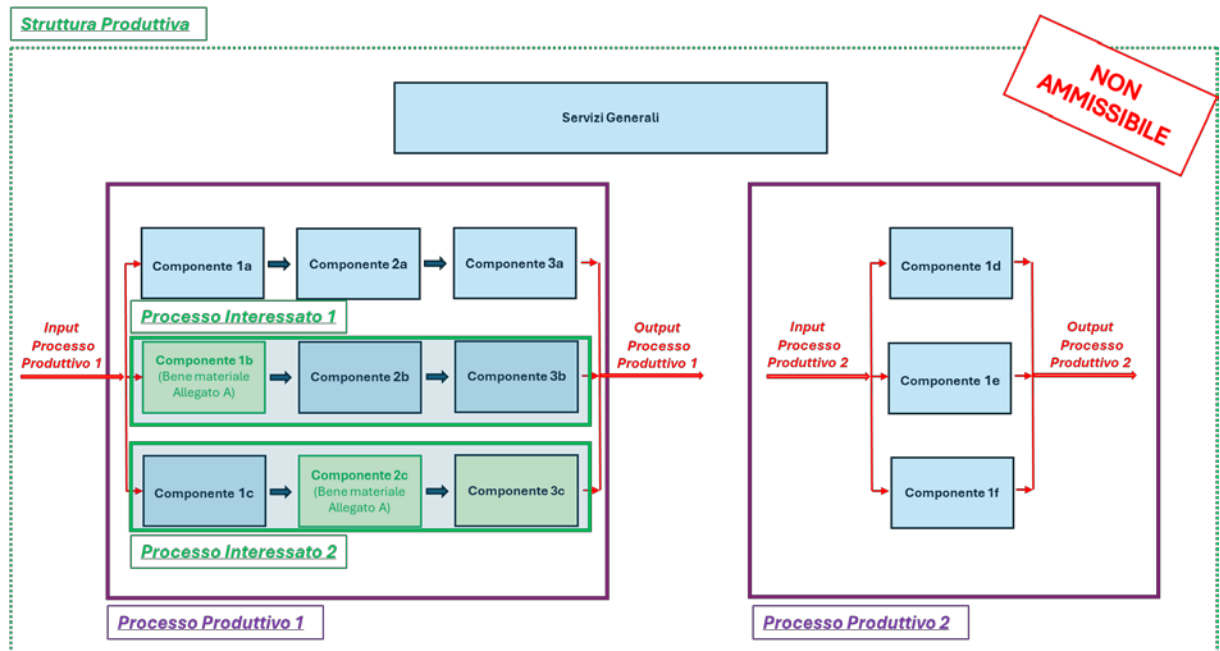 Struttura Produttiva
NON
AMMISSIBILE
Servizi Generali
Componente 1a
Componente 2a
Componente 3a
Processo Interessato 1
Input
Processo
Produttivo 1
Componente 1b
(Bene materiale
Allegato A)
Componente 2b
Componente 3b
Output
Processo
Produttivo 1
Componente 1c
Componente 2c
(Bene materiale
Allegato A)
Componente 3c
Processo Interessato 2
Processo Produttivo 1
Componente 1d
Input
Processo
Produttivo 2
Componente 1e
Output
Processo
Produttivo 2
Componente 1f
Processo Produttivo 2